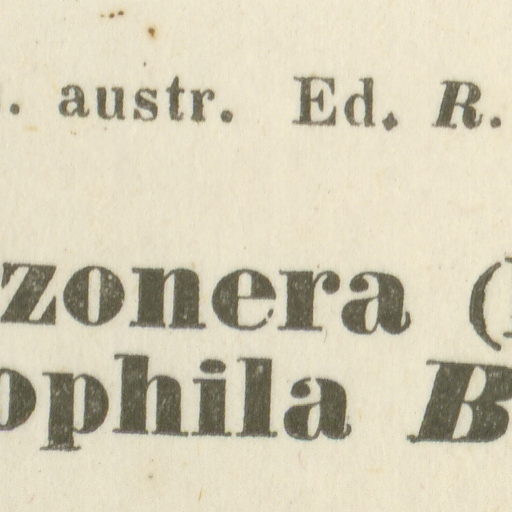 . austr. Ed. R.
zonera (
ophila B